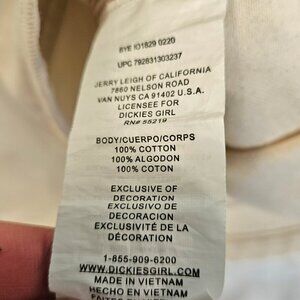 BYE IO1829 0220
UPC 792831303237
JERRY LEIGH OF CALIFORNIA
7860 NELSON ROAD
VAN NUYS CA 91402 U.S.A.
LICENSEE FOR
DICKIES GIRL
RN# 55219
BODY/CUERPO/CORPS
100% COTTON
100% ALGODON
100% COTON
EXCLUSIVE OF
DECORATION
EXCLUSIVO DE
DECORACION
EXCLUSIVITÉ DE LA
DÉCORATION
1-855-909-6200
WWW.DICKIESGIRL.COM
MADE IN VIETNAM
HECHO EN VIETNAM